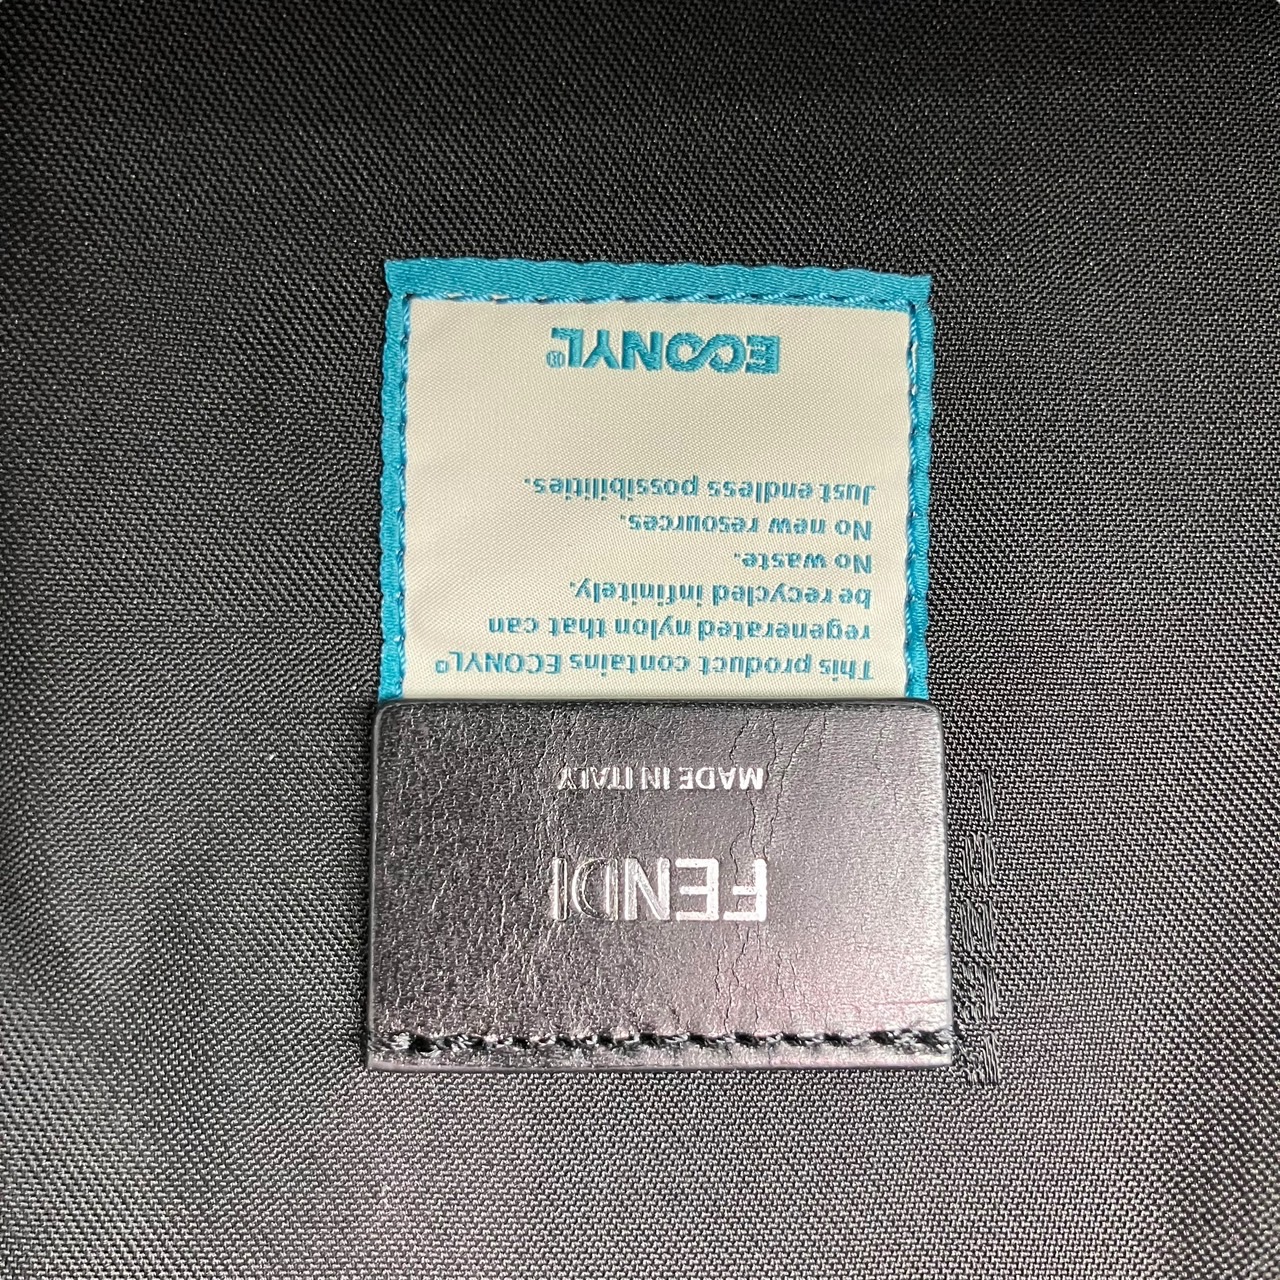 FENDI
MADE IN ITALY
This product contains ECONYL®
regenerated nylon that can
be recycled infinitely.
No waste.
No new resources.
Just endless possibilities.
ECONYL®